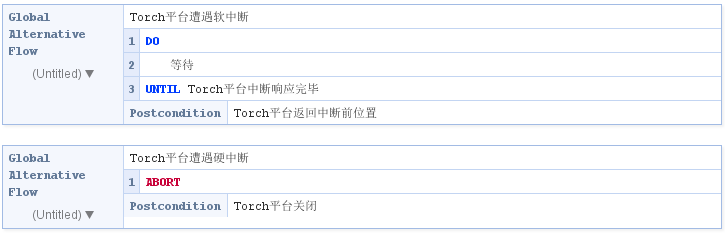 Global
Alternative
Flow
(Untitled) ▼
Torch平台遭遇软中断
1 DO
2 等待
3 UNTIL Torch平台中断响应完毕
Postcondition Torch平台返回中断前位置
Global
Alternative
Flow
(Untitled) ▼
Torch平台遭遇硬中断
1 ABORT
Postcondition Torch平台关闭